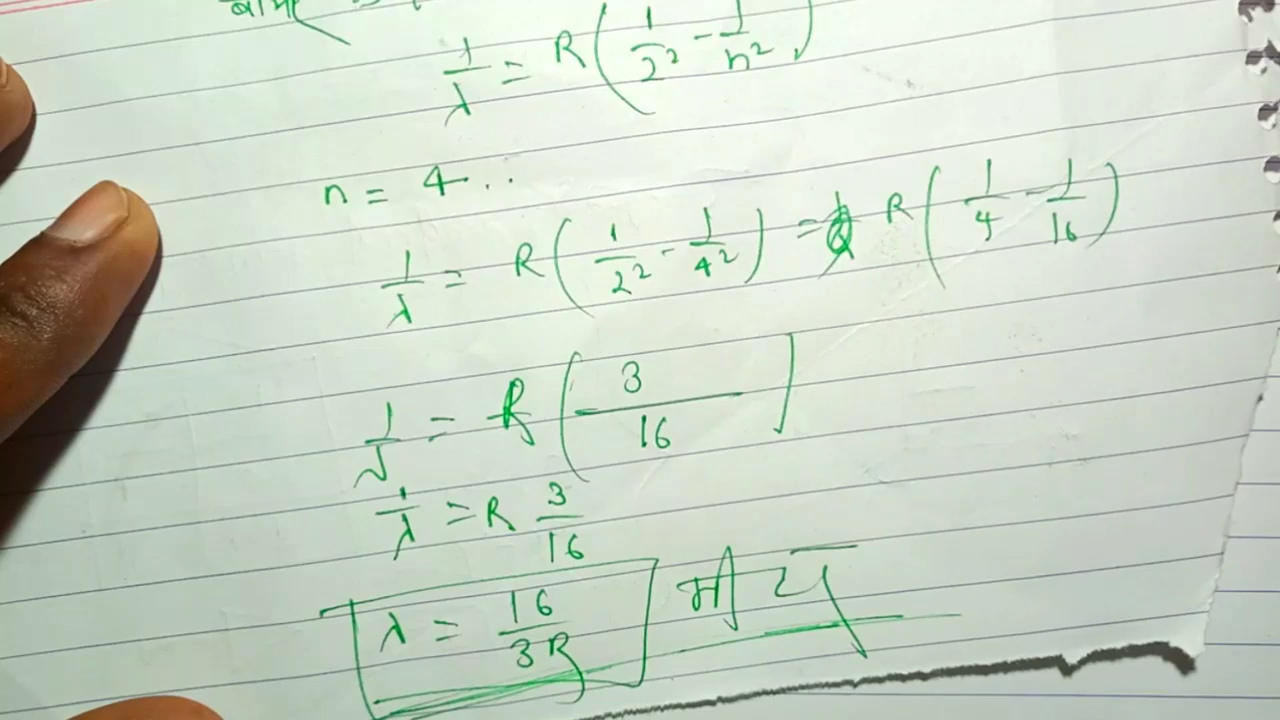 1/λ = R(1/2² - 1/n²)
n = 4..
1/λ = R(1/2² - 1/4²) = R(1/4 - 1/16)
1/λ = R(3/16)
1/λ = R 3/16
λ = 16/3R